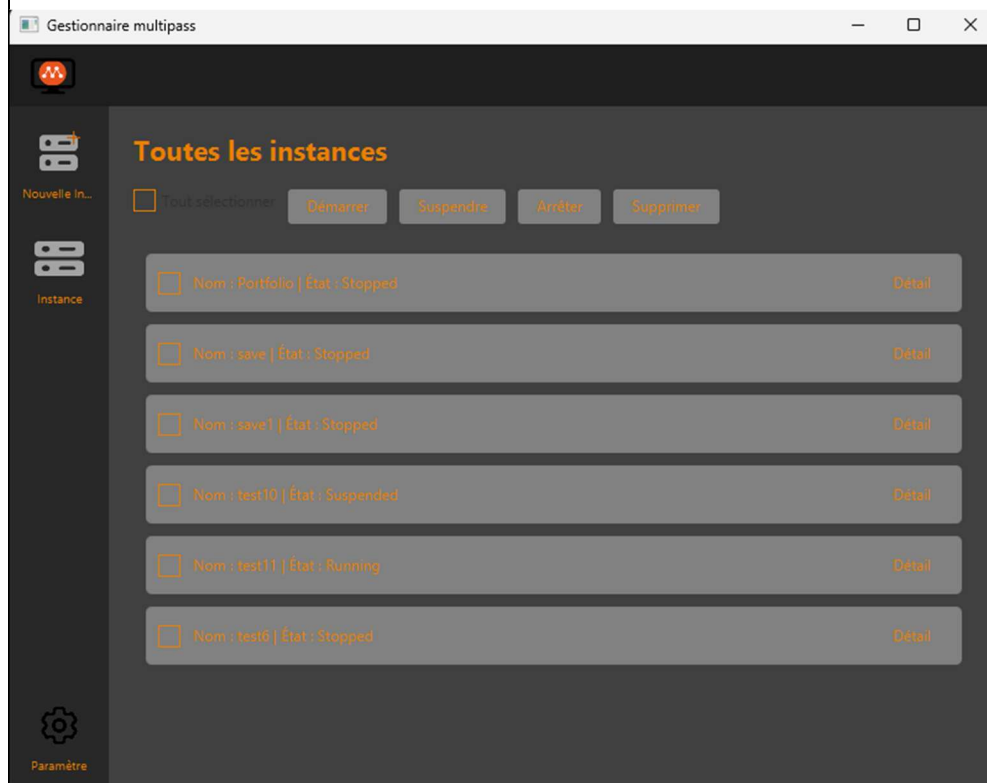 Gestionnaire multipass
Nouvelle In...
Instance
Paramètre
Toutes les instances
Tout sélectionner Démarrer Suspendre Arrêter Supprimer
Nom : Portfolio | État : Stopped Détail
Nom : save | État : Stopped Détail
Nom : save1 | État : Stopped Détail
Nom : test10 | État : Suspended Détail
Nom : test11 | État : Running Détail
Nom : test6 | État : Stopped Détail